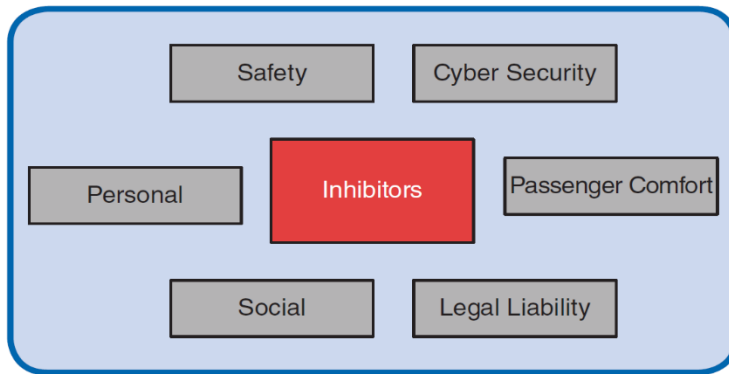 Safety
Cyber Security
Personal
Inhibitors
Passenger Comfort
Social
Legal Liability